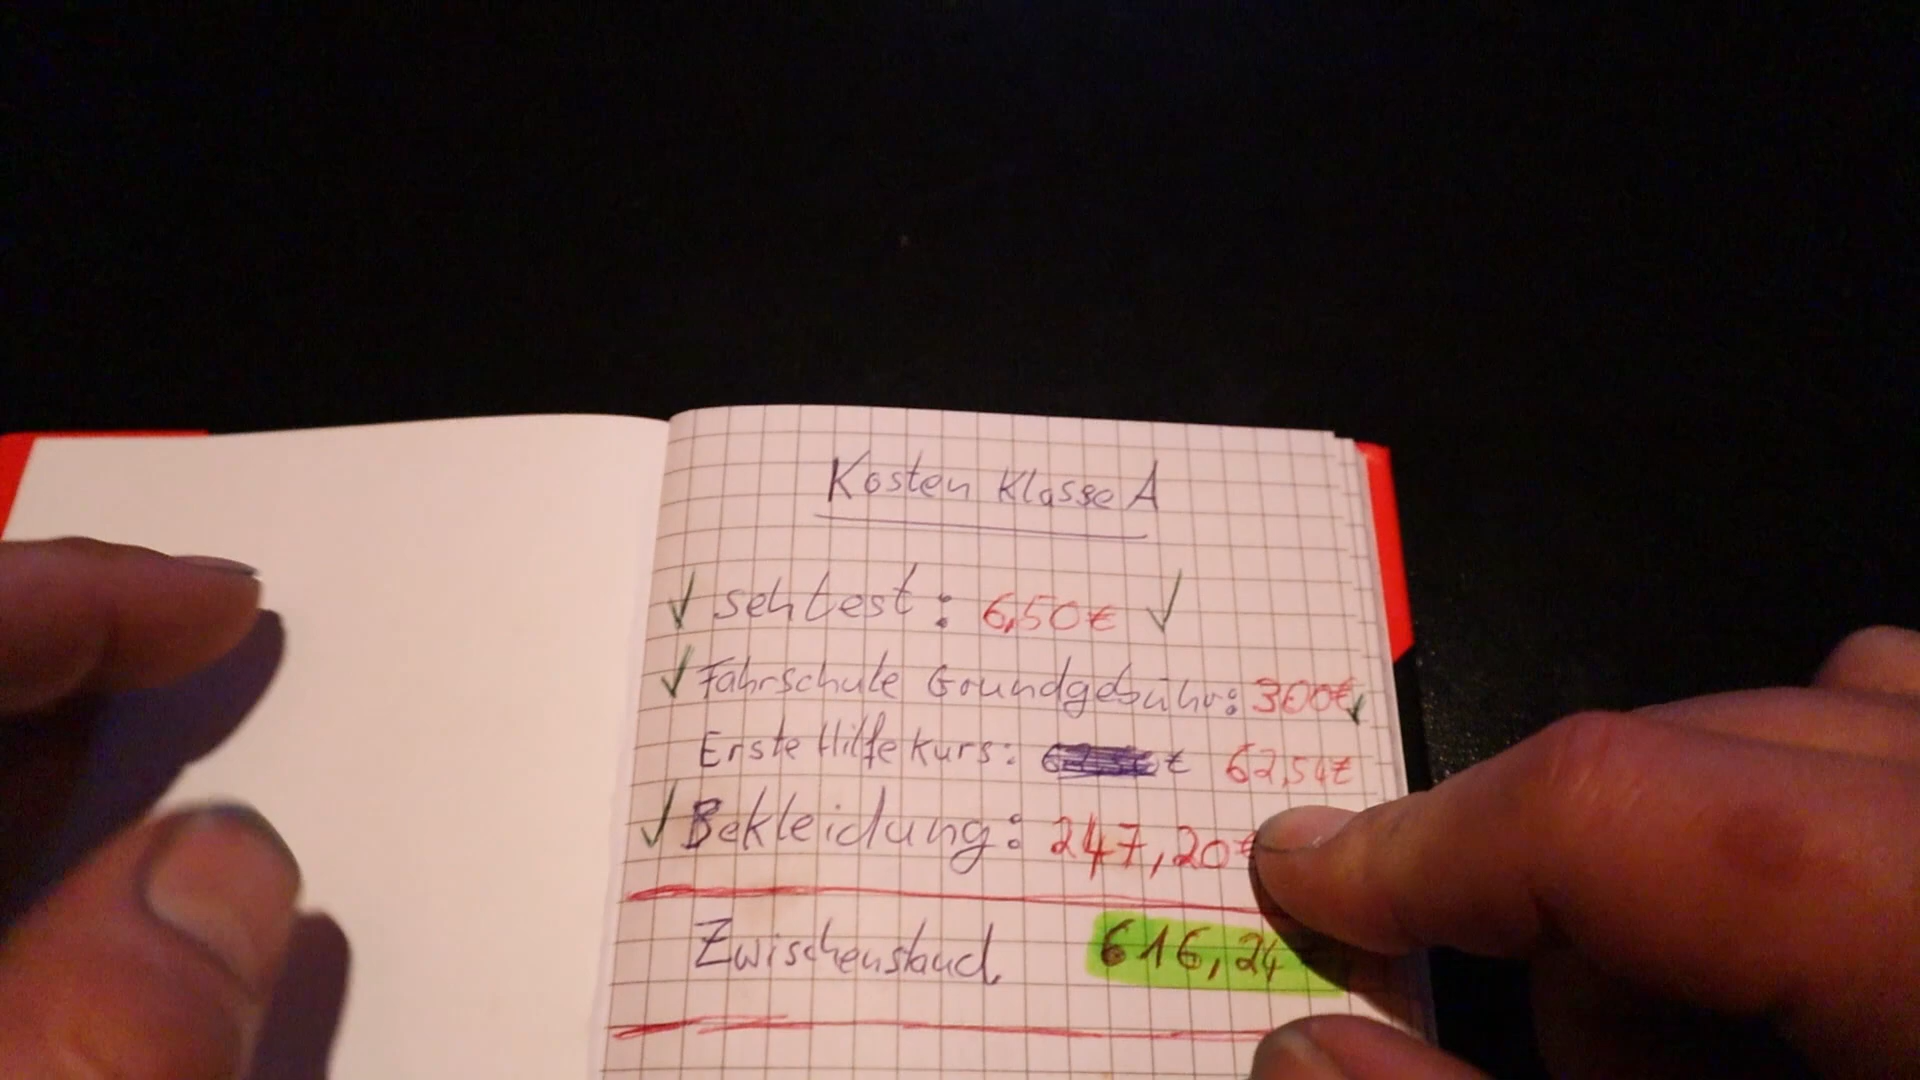 Kosten Klasse A
✓ Sehtest: 6,50€ ✓
✓ Fahrschule Grundgebühr: 300€ ✓
Erste Hilfe kurs: € 62,54€
✓ Bekleidung: 247,20€
Zwischenstand 616,24